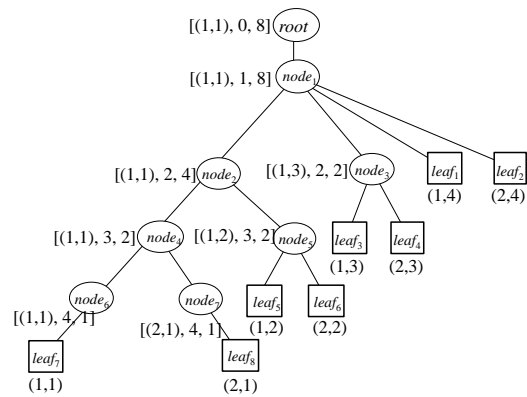 [(1,1), 0, 8] root
[(1,1), 1, 8] node₁
[(1,1), 2, 4] node₂ [(1,3), 2, 2] node₃ leaf₁ leaf₂
(1,4) (2,4)
[(1,1), 3, 2] node₄ [(1,2), 3, 2] node₅ leaf₃ leaf₄
(1,3) (2,3)
node₆ node₇ leaf₅ leaf₆
[(1,1), 4, 1] [(2,1), 4, 1] (1,2) (2,2)
leaf₇ leaf₈
(1,1) (2,1)